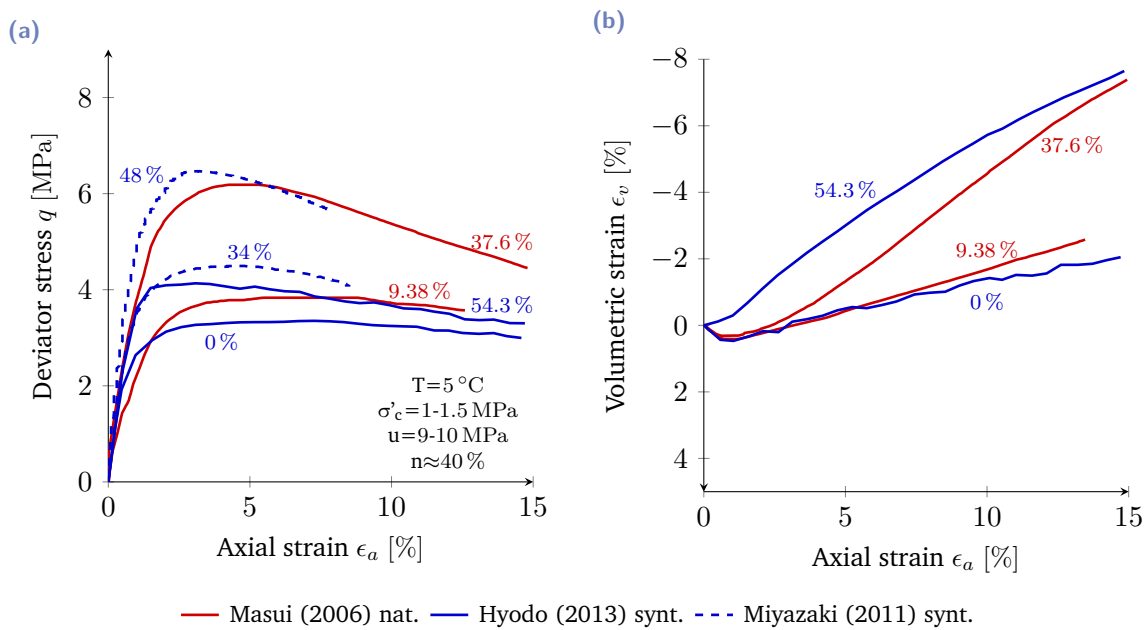 (a)
8
6
4
2
0
0
5
10
15
Deviator stress q [MPa]
Axial strain ϵa [%]
48 %
34 %
37.6 %
9.38 %
54.3 %
0 %
T=5 °C
σ'c=1-1.5 MPa
u=9-10 MPa
n≈40 %
(b)
−8
−6
−4
−2
0
2
4
0
5
10
15
Volumetric strain ϵv [%]
Axial strain ϵa [%]
54.3 %
37.6 %
9.38 %
0 %
Masui (2006) nat.
Hyodo (2013) synt.
Miyazaki (2011) synt.